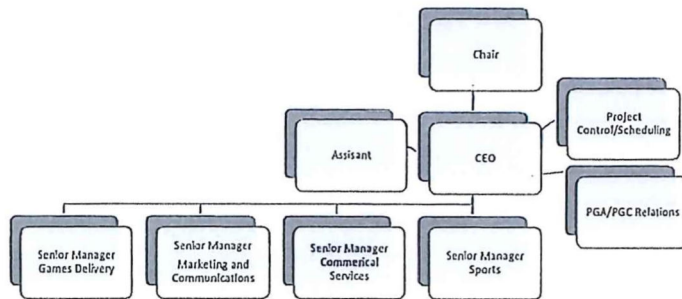 Chair
Project
Control/Scheduling
Assisant
CEO
PGA/PGC Relations
Senior Manager
Games Delivery
Senior Manager
Marketing and
Communications
Senior Manager
Commerical
Services
Senior Manager
Sports